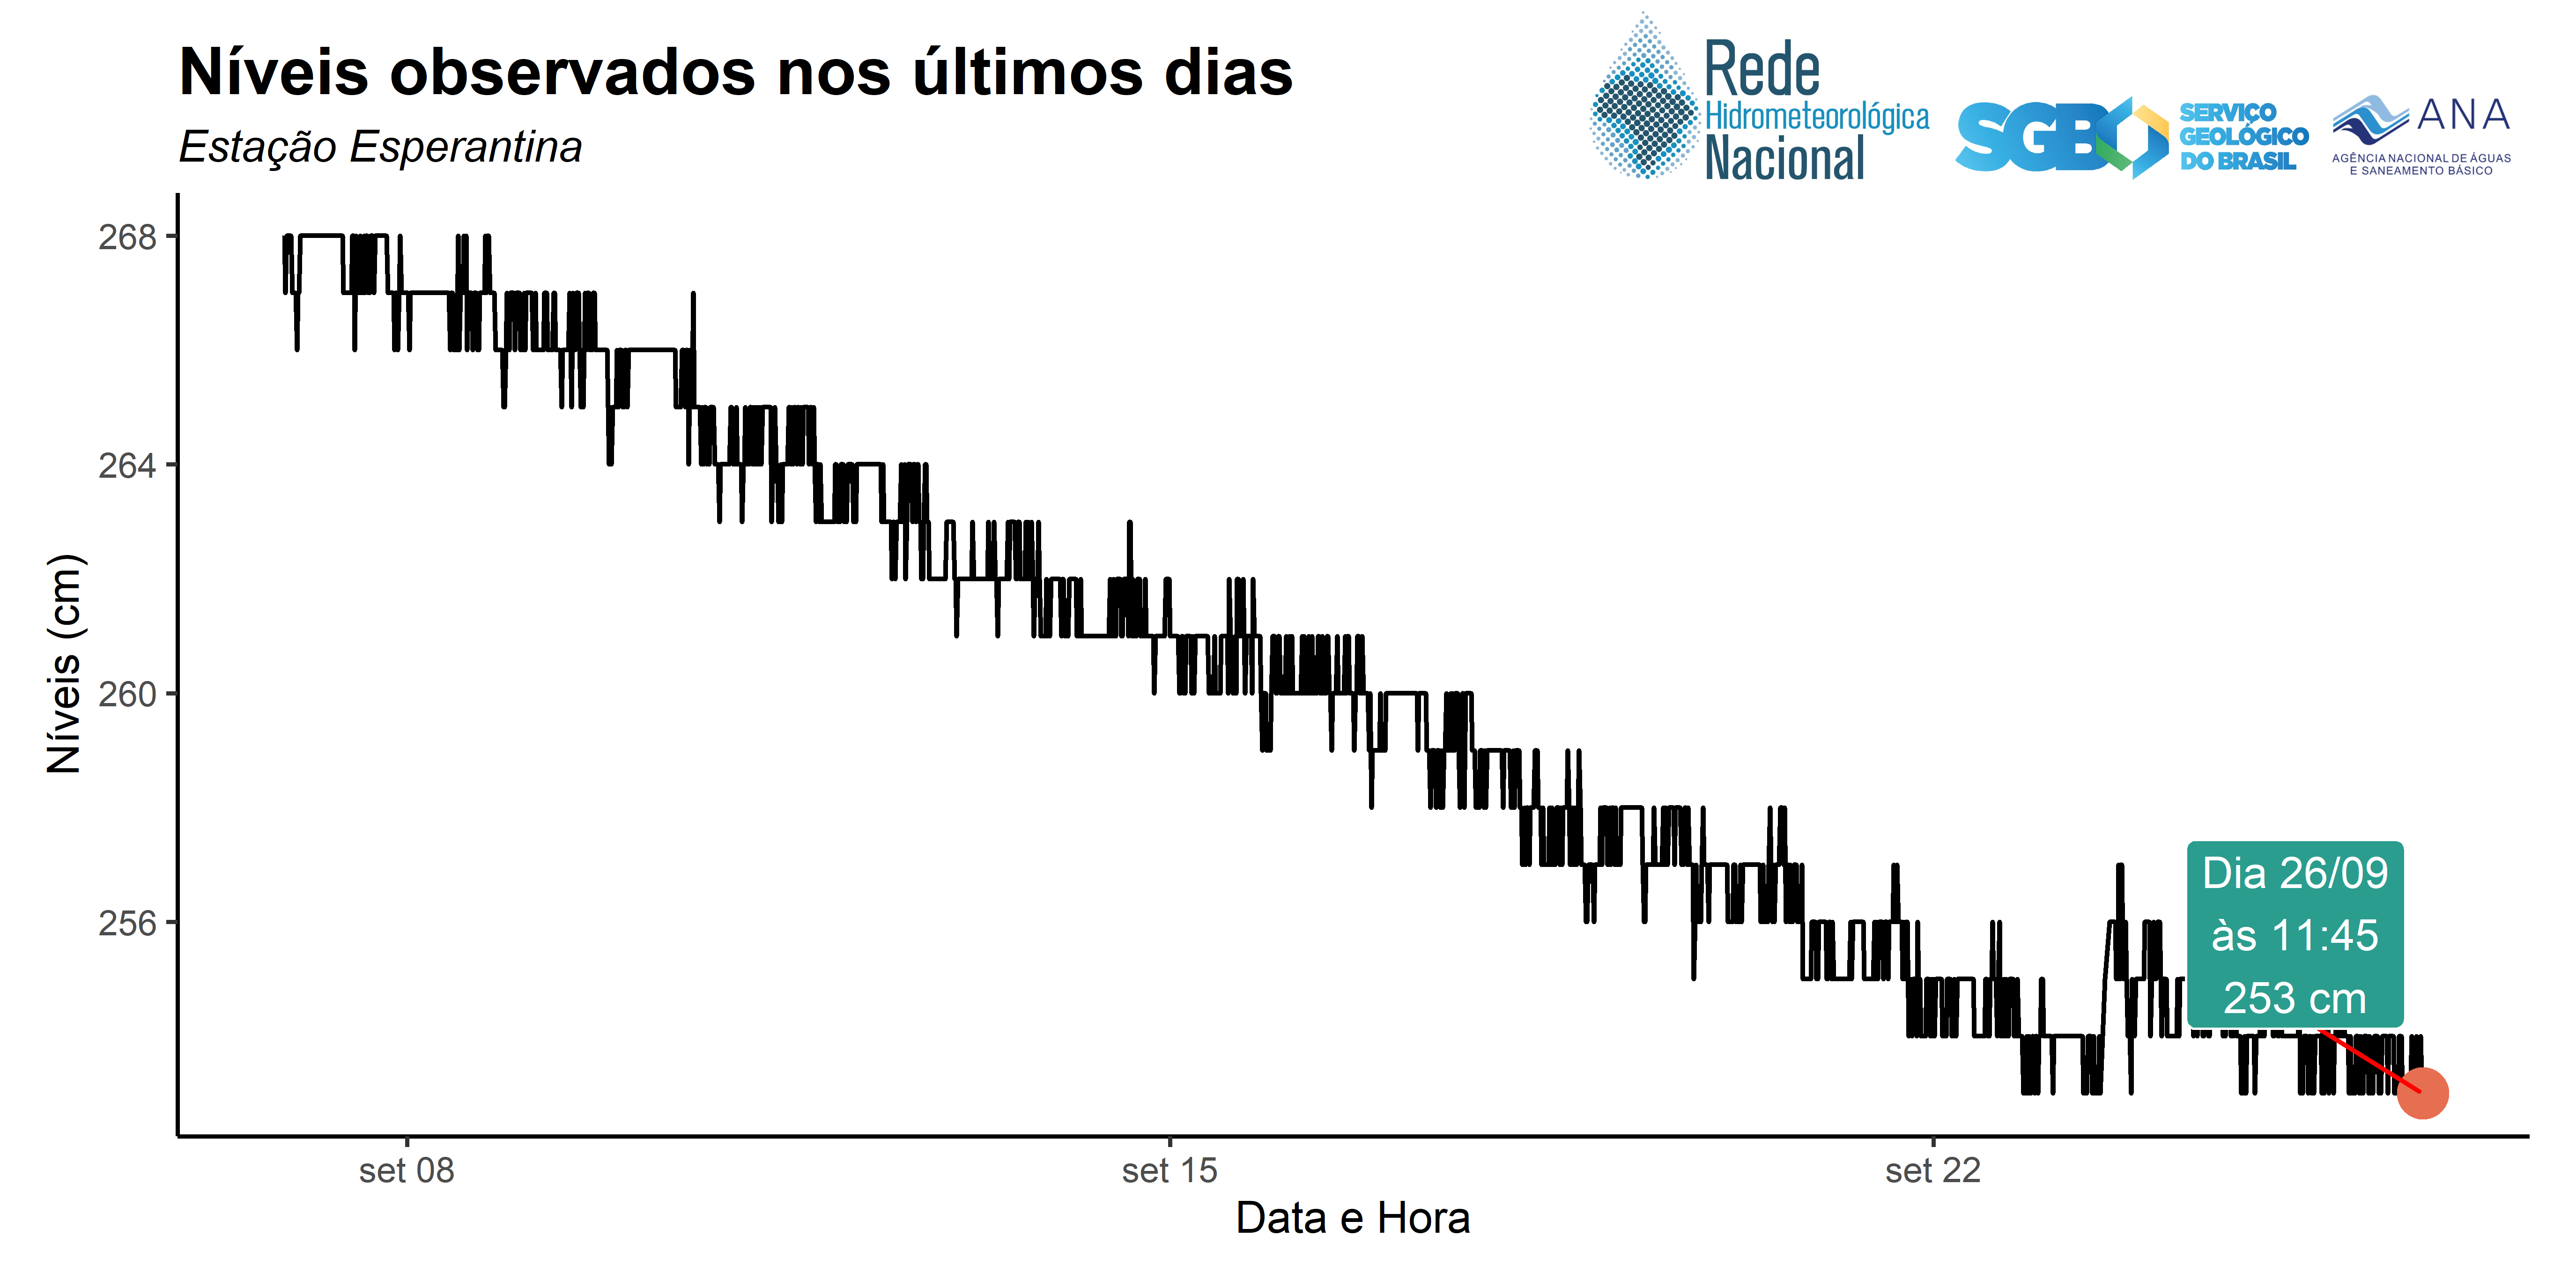 Níveis observados nos últimos dias
Estação Esperantina
Rede
Hidrometeorológica
Nacional
SGB
SERVIÇO
GEOLÓGICO
DO BRASIL
ANA
AGÊNCIA NACIONAL DE ÁGUAS
E SANEAMENTO BÁSICO
268
264
260
256
Níveis (cm)
Dia 26/09
às 11:45
253 cm
set 08
set 15
set 22
Data e Hora